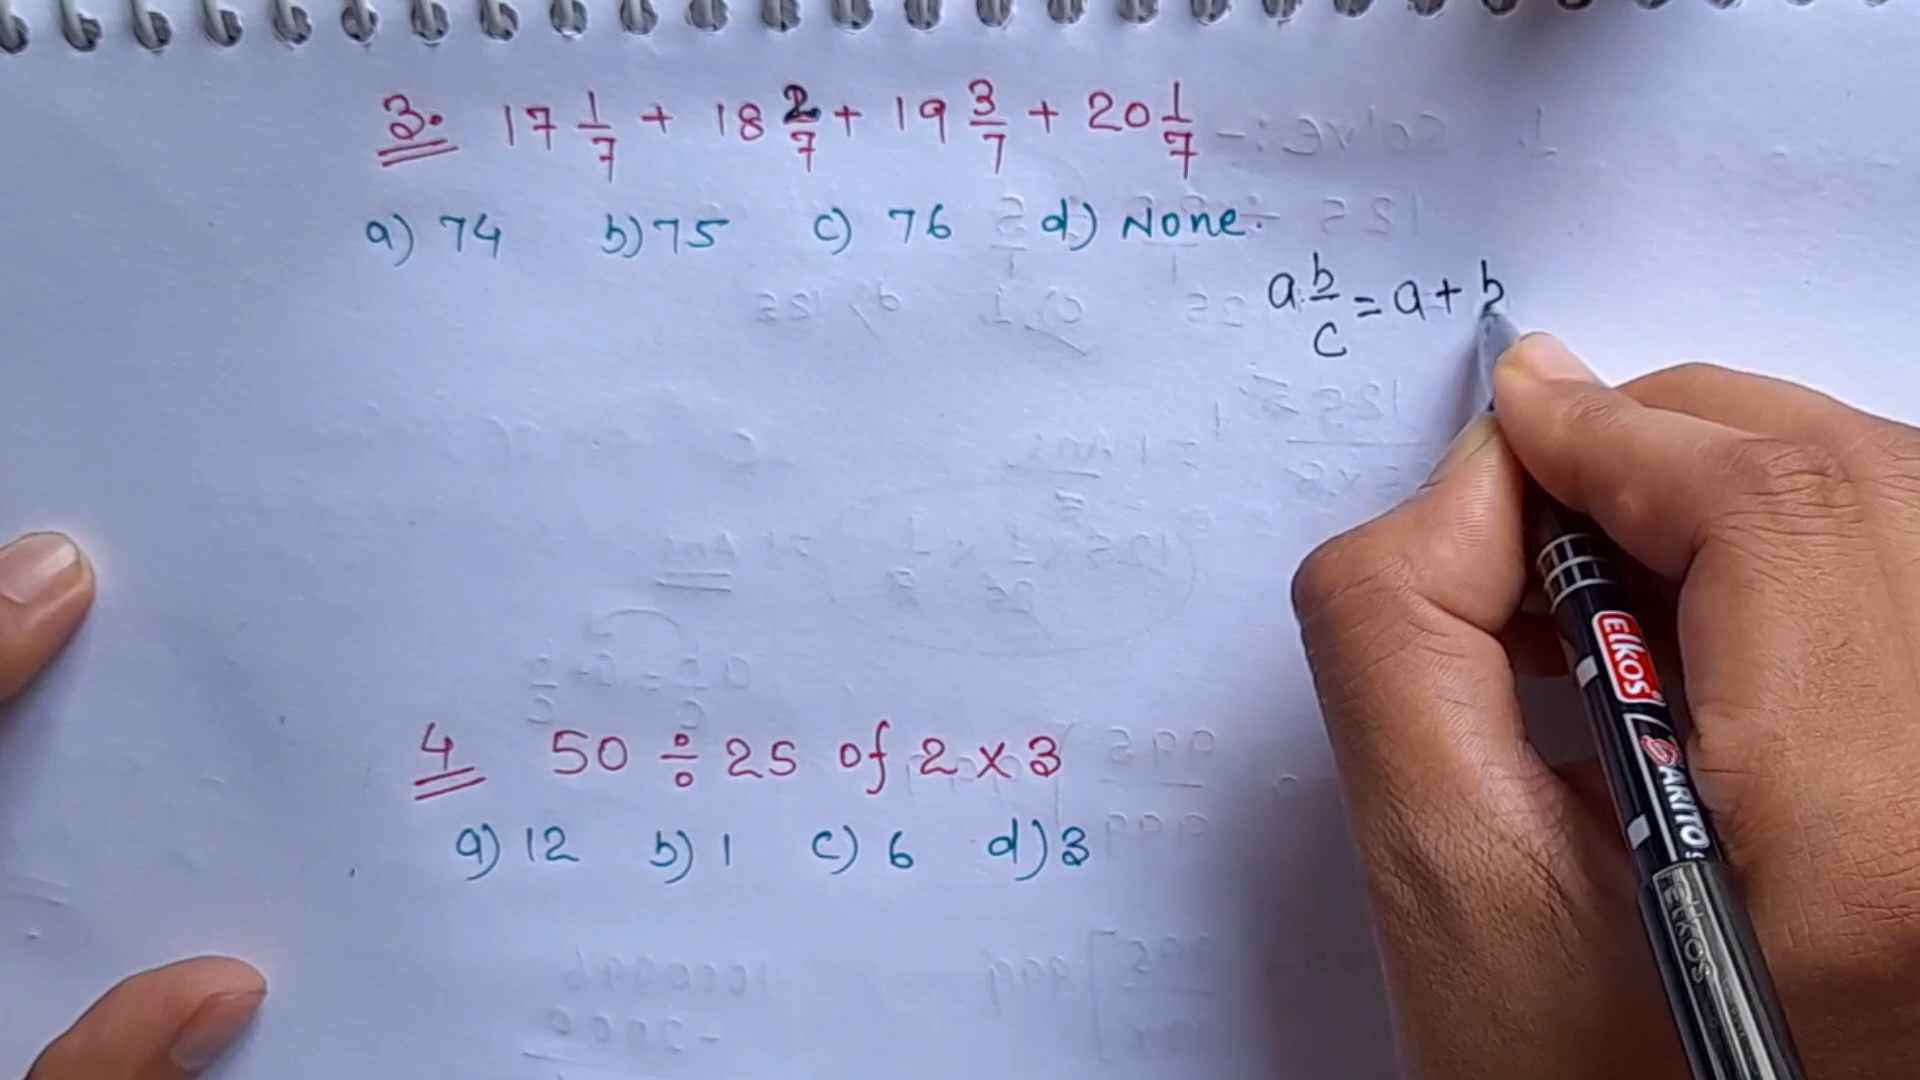 3. 17 1/7 + 18 2/7 + 19 3/7 + 20 1/7
a) 74 b) 75 c) 76 d) None.
a b/c = a + b
4 50 ÷ 25 of 2 x 3
a) 12 b) 1 c) 6 d) 3
Elkos
ELKOS